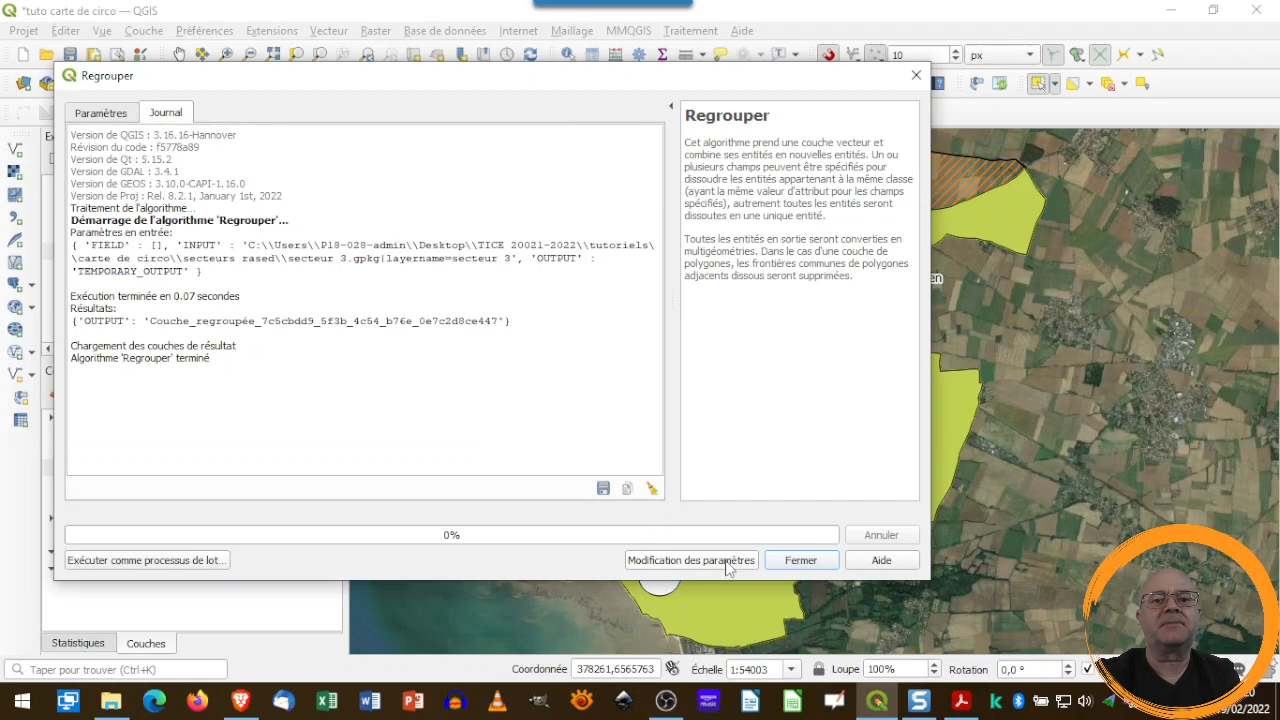 *tuto carte de circo — QGIS
Projet Éditer Vue Couche Préférences Extensions Vecteur Raster Base de données Internet Maillage MMQGIS Traitement Aide
10 px
Regrouper
Paramètres Journal
Version de QGIS : 3.16.16-Hannover
Révision du code : f5778a89
Version de Qt : 5.15.2
Version de GDAL : 3.4.1
Version de GEOS : 3.10.0-CAPI-1.16.0
Version de Proj : Rel. 8.2.1, January 1st, 2022
Traitement de l'algorithme…
Démarrage de l'algorithme 'Regrouper'…
Paramètres en entrée:
{ 'FIELD' : [], 'INPUT' : 'C:\\Users\\P18-028-admin\\Desktop\\TICE 20021-2022\\tutoriels\
\carte de circo\\secteurs rased\\secteur 3.gpkg|layername=secteur 3', 'OUTPUT' :
'TEMPORARY_OUTPUT' }
Exécution terminée en 0.07 secondes
Résultats:
{'OUTPUT': 'Couche_regroupée_7c5cbdd9_5f3b_4c54_b76e_0e7c2d8ce447'}
Chargement des couches de résultat
Algorithme 'Regrouper' terminé
Regrouper
Cet algorithme prend une couche vecteur et
combine ses entités en nouvelles entités. Un ou
plusieurs champs peuvent être spécifiés pour
dissoudre les entités appartenant à la même classe
(ayant la même valeur d'attribut pour les champs
spécifiés), autrement toutes les entités seront
dissoutes en une unique entité.
Toutes les entités en sortie seront converties en
multigéométries. Dans le cas d'une couche de
polygones, les frontières communes de polygones
adjacents dissous seront supprimées.
en
0% Annuler
Exécuter comme processus de lot… Modification des paramètres Fermer Aide
Statistiques Couches
Taper pour trouver (Ctrl+K) Coordonnée 378261,6565763 Échelle 1:54003 Loupe 100% Rotation 0,0 °
/02/2022